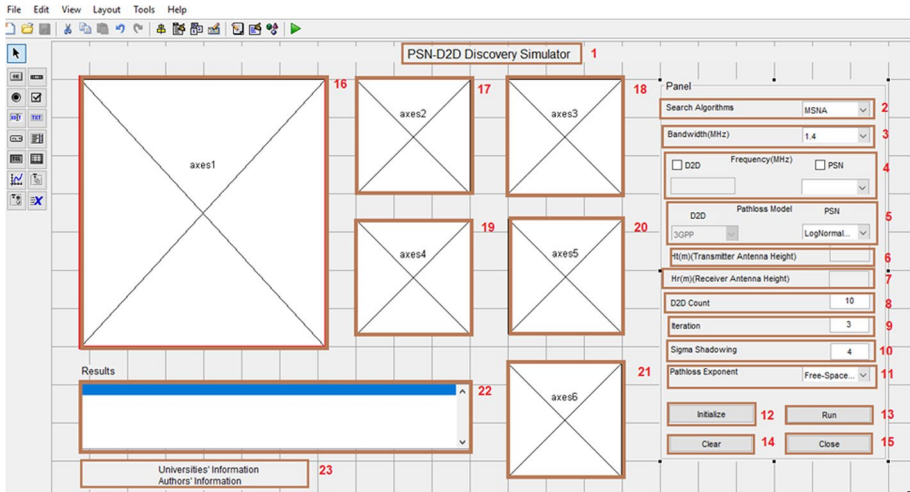 File Edit View Layout Tools Help
PSN-D2D Discovery Simulator 1
axes1 16
axes2 17
axes3 18
axes4 19
axes5 20
axes6 21
Panel
Search Algorithms MSNA 2
Bandwidth(MHz) 1.4 3
D2D Frequency(MHz) PSN 4
Pathloss Model
D2D PSN 5
3GPP LogNormal...
Ht(m)(Transmitter Antenna Height) 6
Hr(m)(Receiver Antenna Height) 7
D2D Count 10 8
Iteration 3 9
Sigma Shadowing 4 10
Pathloss Exponent Free-Space... 11
Initialize 12 Run 13
Clear 14 Close 15
Results
22
Universities' Information 23
Authors' Information